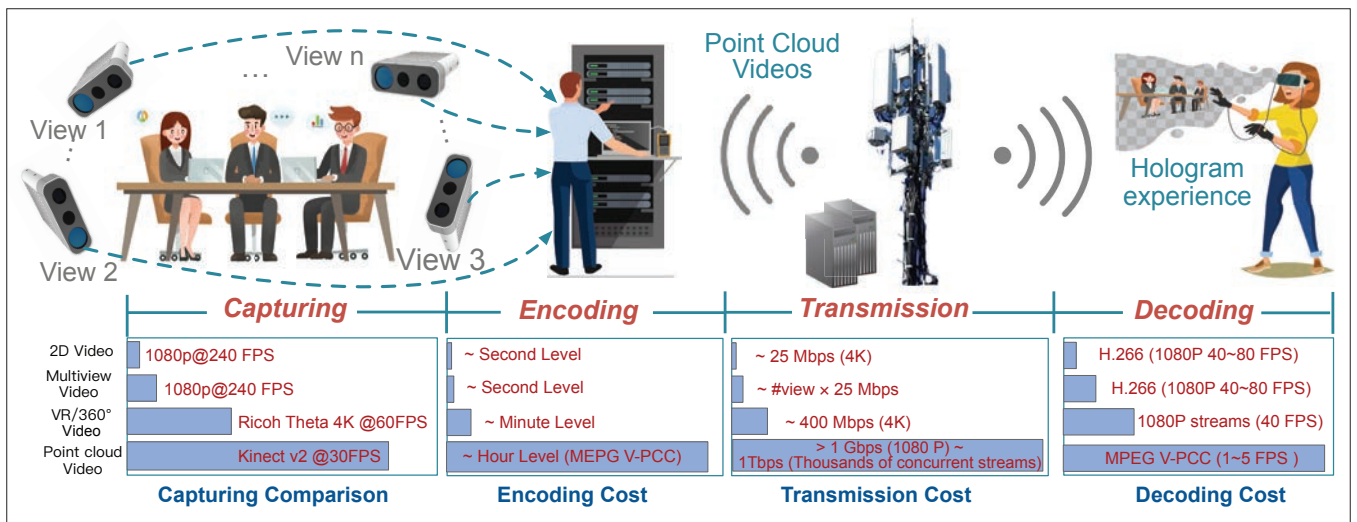 View 1
...
View n
View 2
View 3
Point Cloud
Videos
Hologram
experience
Capturing
Encoding
Transmission
Decoding
2D Video
1080p@240 FPS
~ Second Level
~ 25 Mbps (4K)
H.266 (1080P 40~80 FPS)
Multiview
Video
1080p@240 FPS
~ Second Level
~ #view × 25 Mbps
H.266 (1080P 40~80 FPS)
VR/360°
Video
Ricoh Theta 4K @60FPS
~ Minute Level
~ 400 Mbps (4K)
1080P streams (40 FPS)
Point cloud
Video
Kinect v2 @30FPS
~ Hour Level (MEPG V-PCC)
> 1 Gbps (1080 P) ~
1Tbps (Thousands of concurrent streams)
MPEG V-PCC (1~5 FPS )
Capturing Comparison
Encoding Cost
Transmission Cost
Decoding Cost